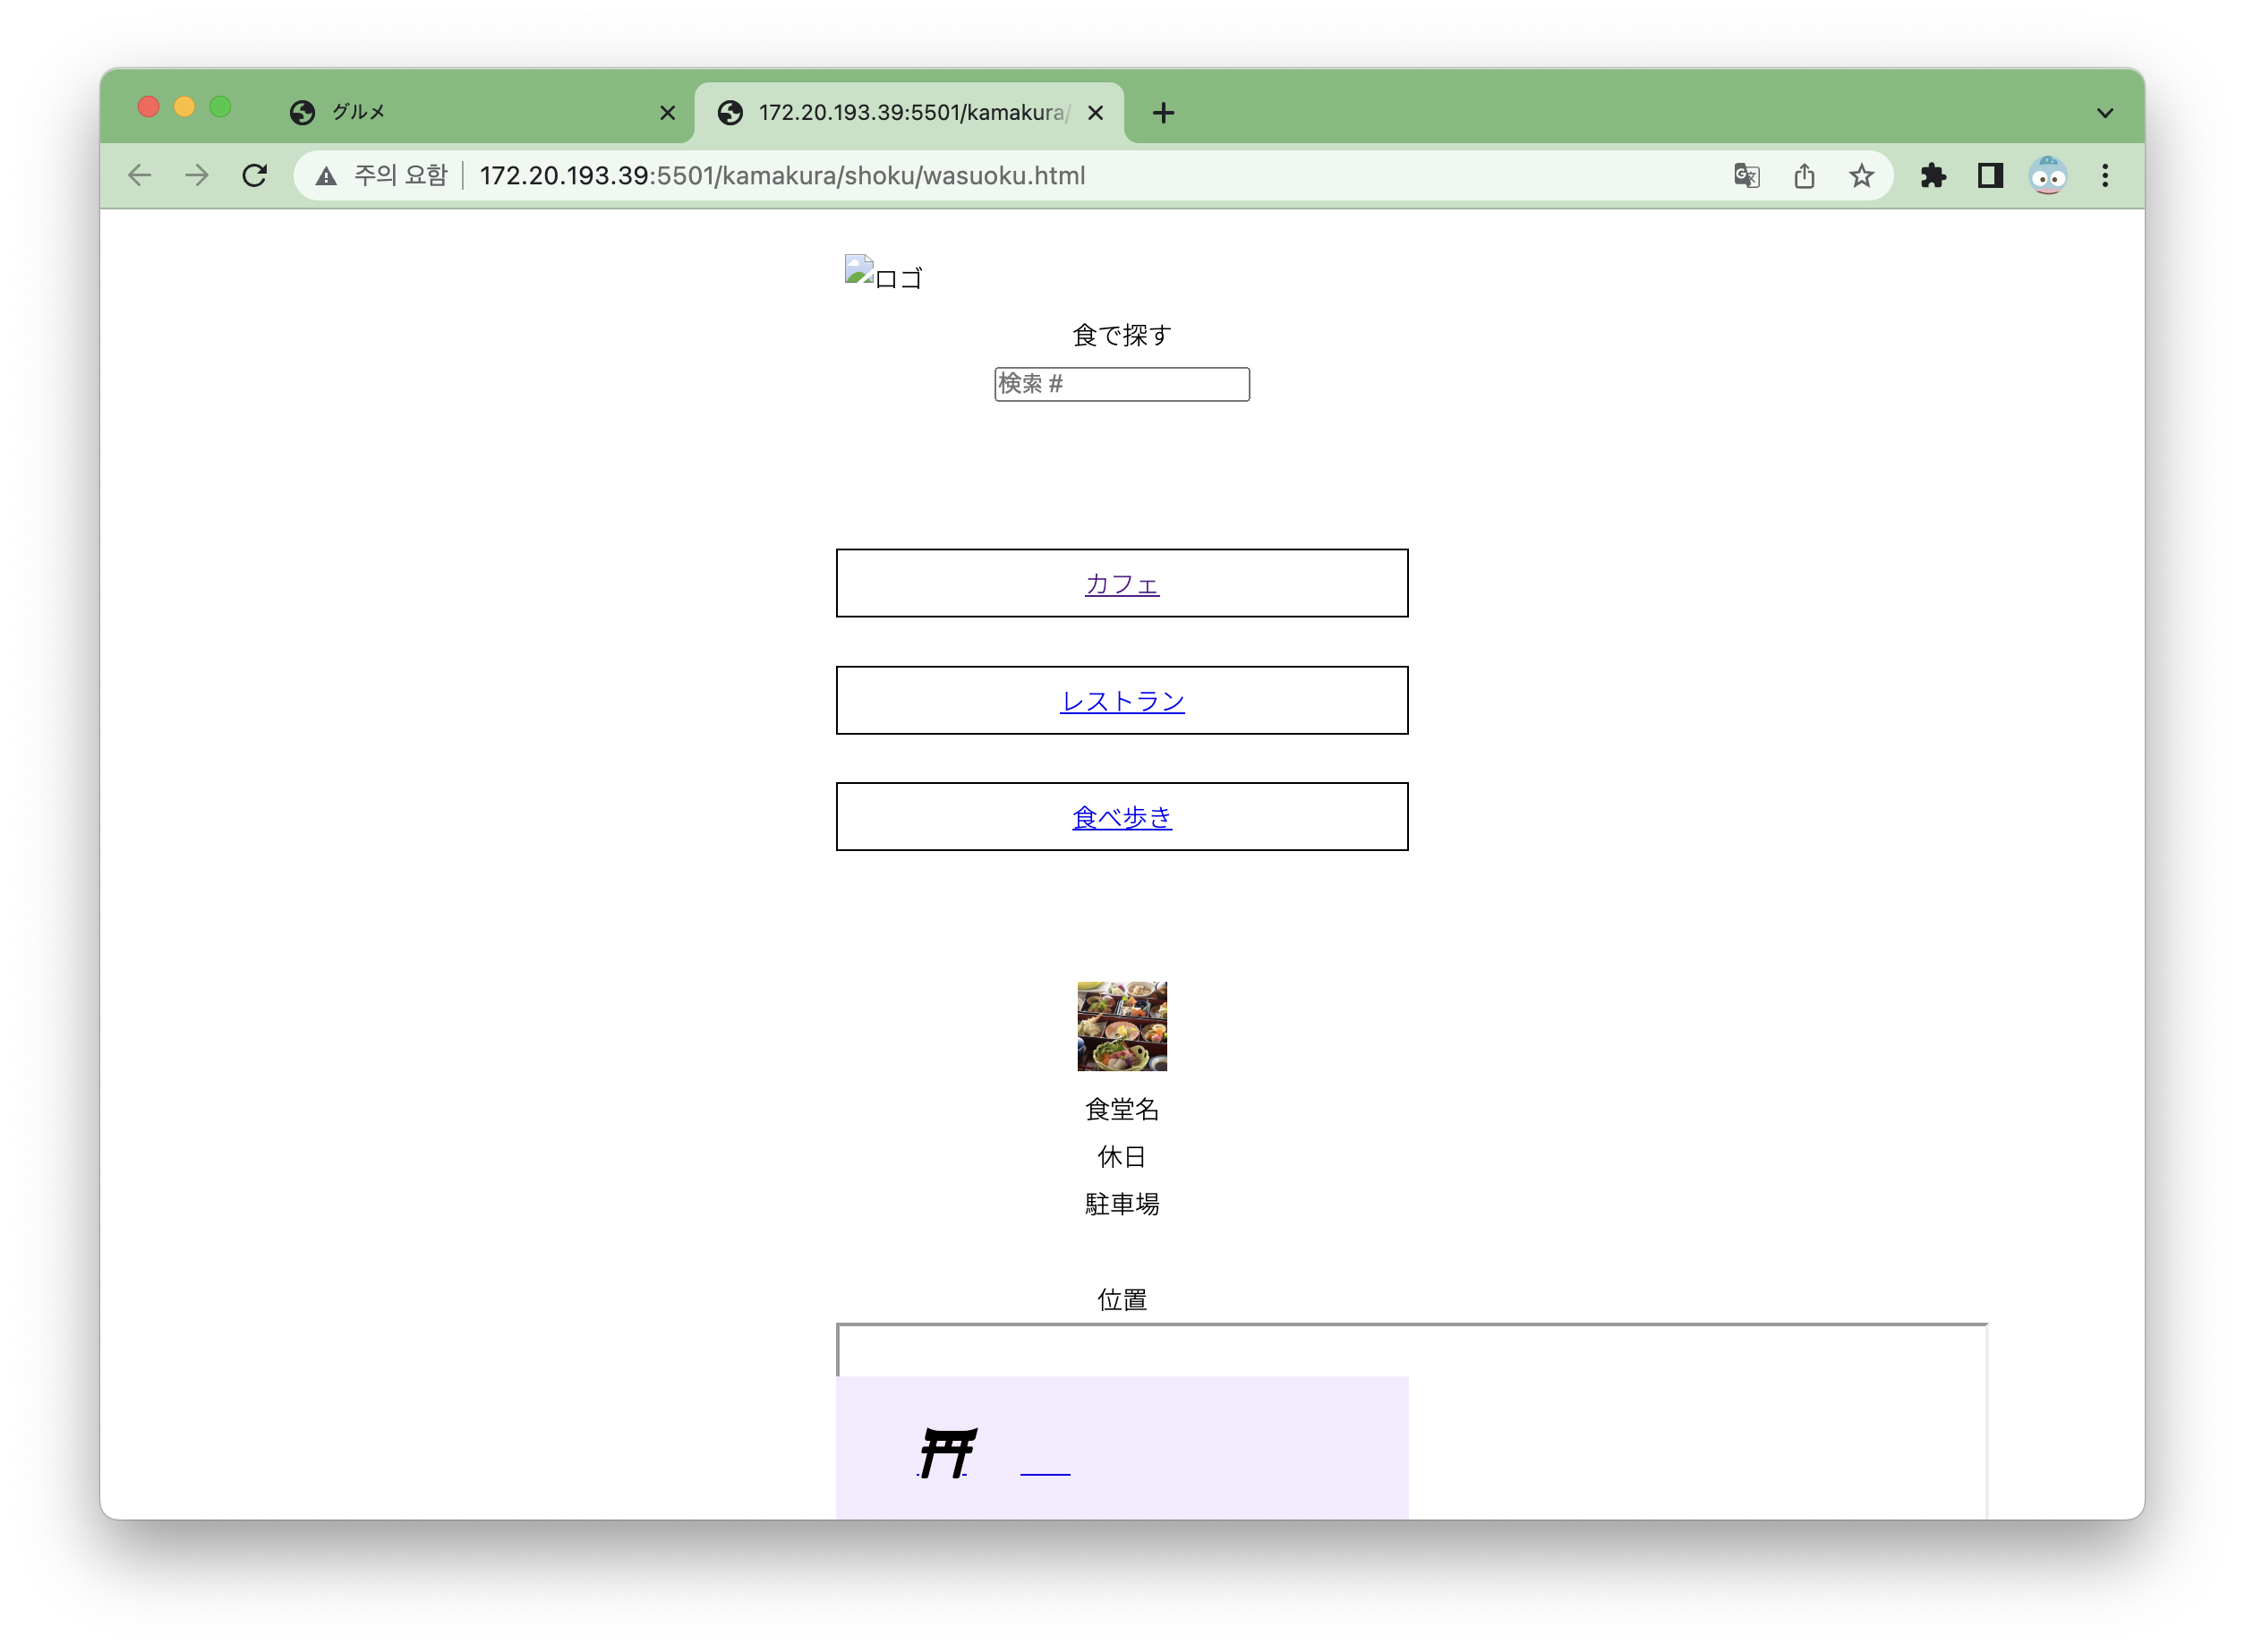 グルメ
172.20.193.39:5501/kamakura/
주의 요함 172.20.193.39:5501/kamakura/shoku/wasuoku.html
ロゴ
食で探す
検索 #
カフェ
レストラン
食べ歩き
食堂名
休日
駐車場
位置